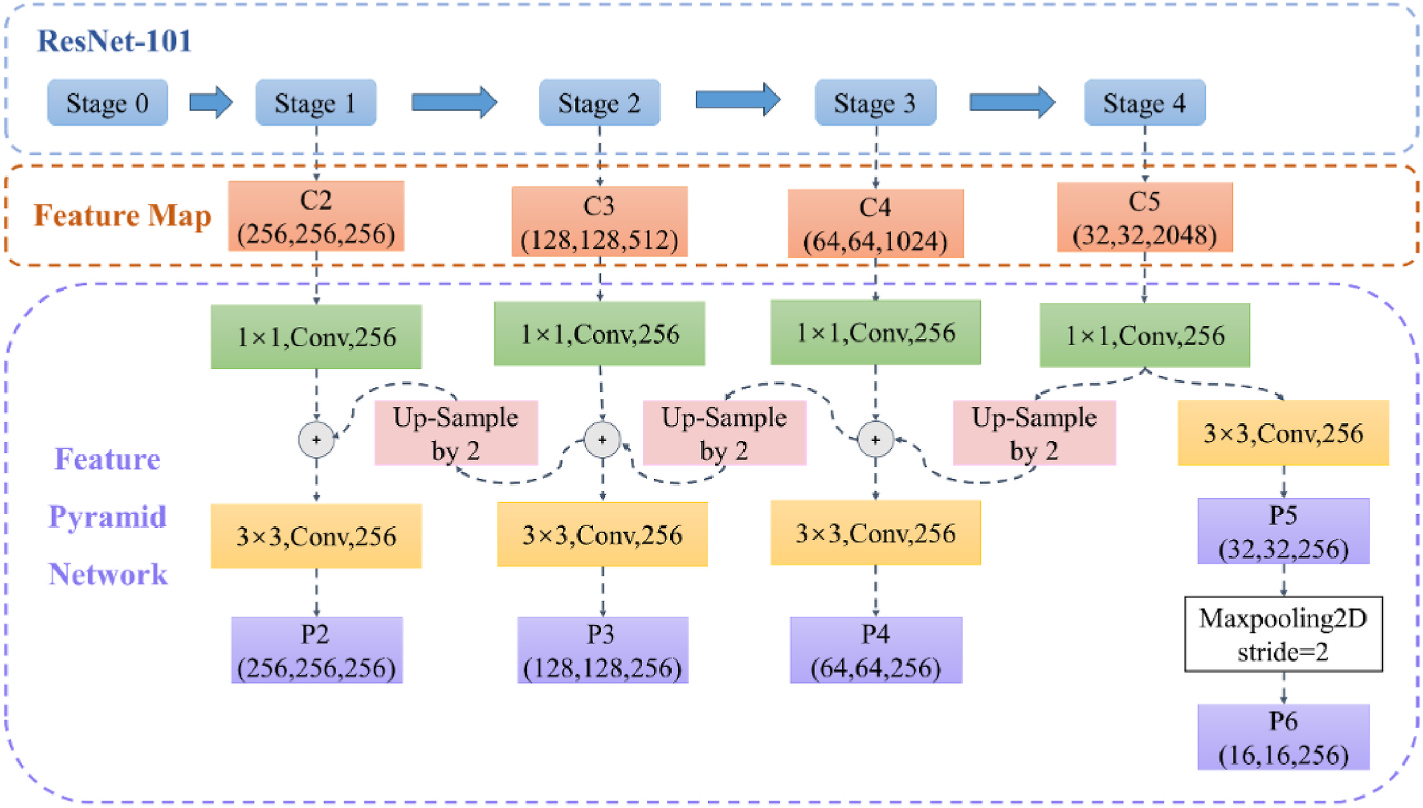 ResNet-101
Stage 0
Stage 1
Stage 2
Stage 3
Stage 4
Feature Map
C2
(256,256,256)
C3
(128,128,512)
C4
(64,64,1024)
C5
(32,32,2048)
1×1,Conv,256
1×1,Conv,256
1×1,Conv,256
1×1,Conv,256
+
Up-Sample
by 2
+
Up-Sample
by 2
+
Up-Sample
by 2
3×3,Conv,256
Feature
Pyramid
Network
3×3,Conv,256
3×3,Conv,256
3×3,Conv,256
P5
(32,32,256)
P2
(256,256,256)
P3
(128,128,256)
P4
(64,64,256)
Maxpooling2D
stride=2
P6
(16,16,256)